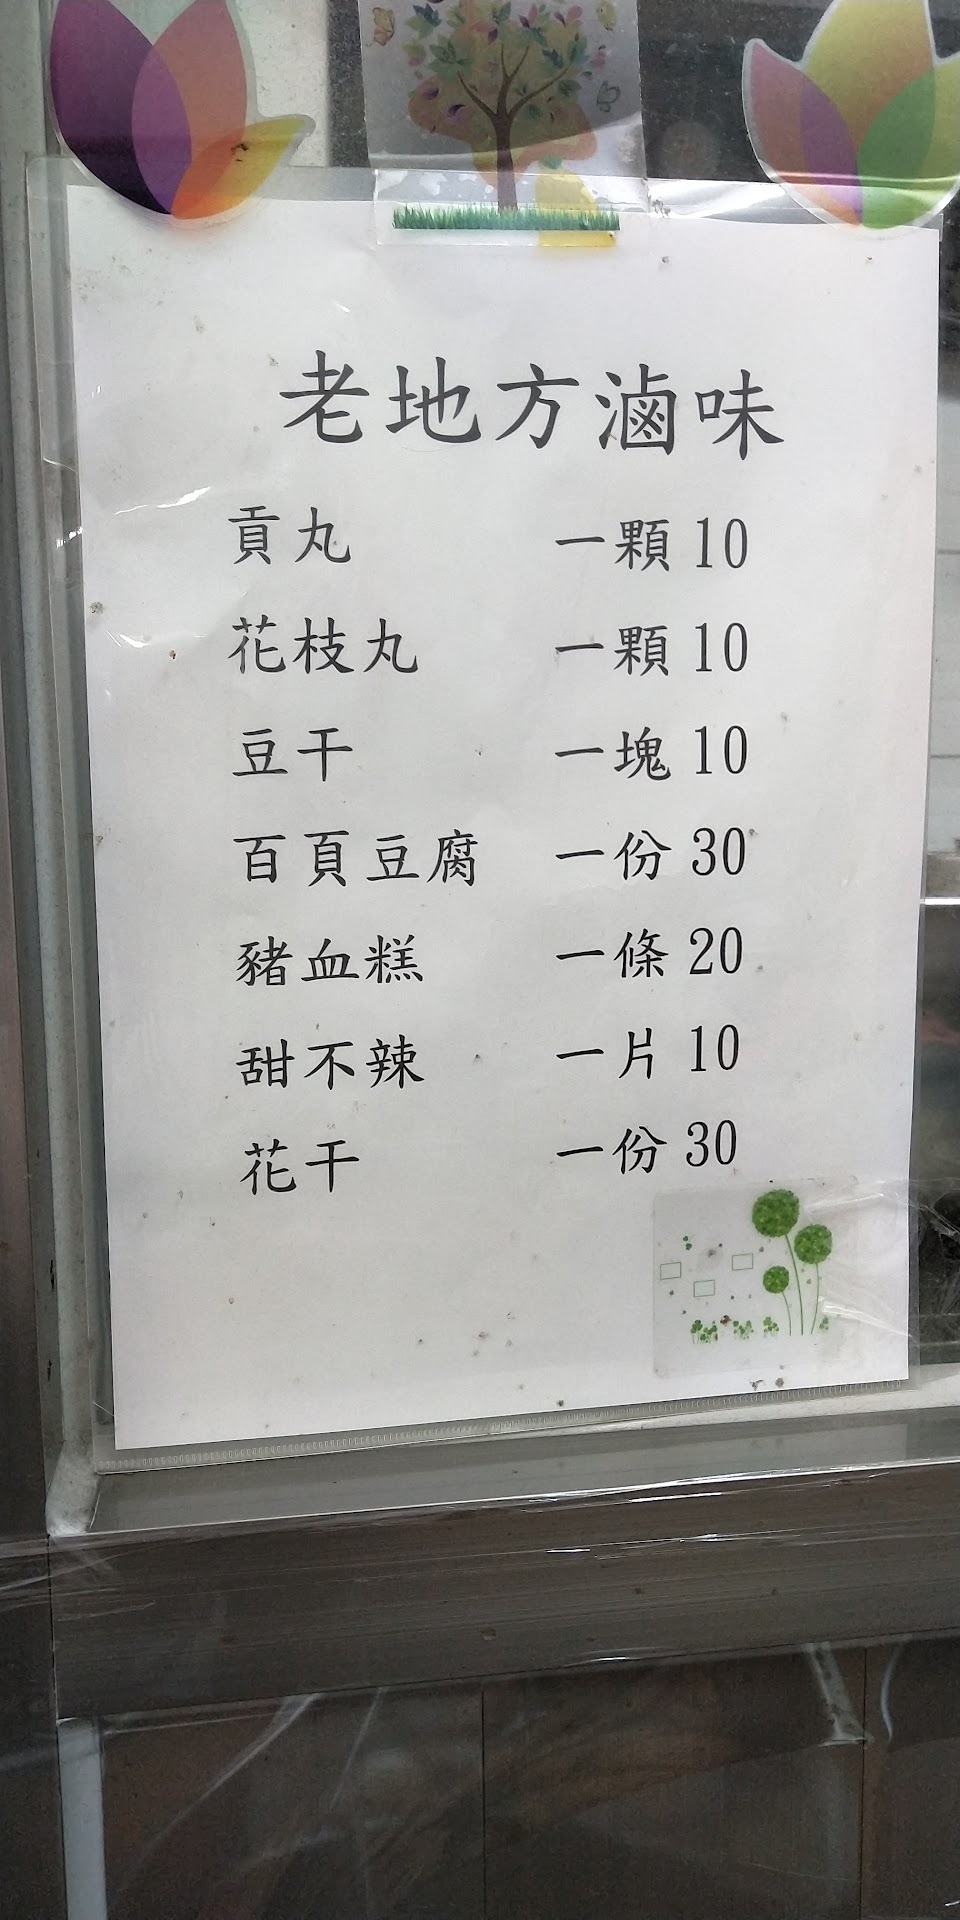 老地方滷味
貢丸 一顆 10
花枝丸 一顆 10
豆干 一塊 10
百頁豆腐 一份 30
豬血糕 一條 20
甜不辣 一片 10
花干 一份 30